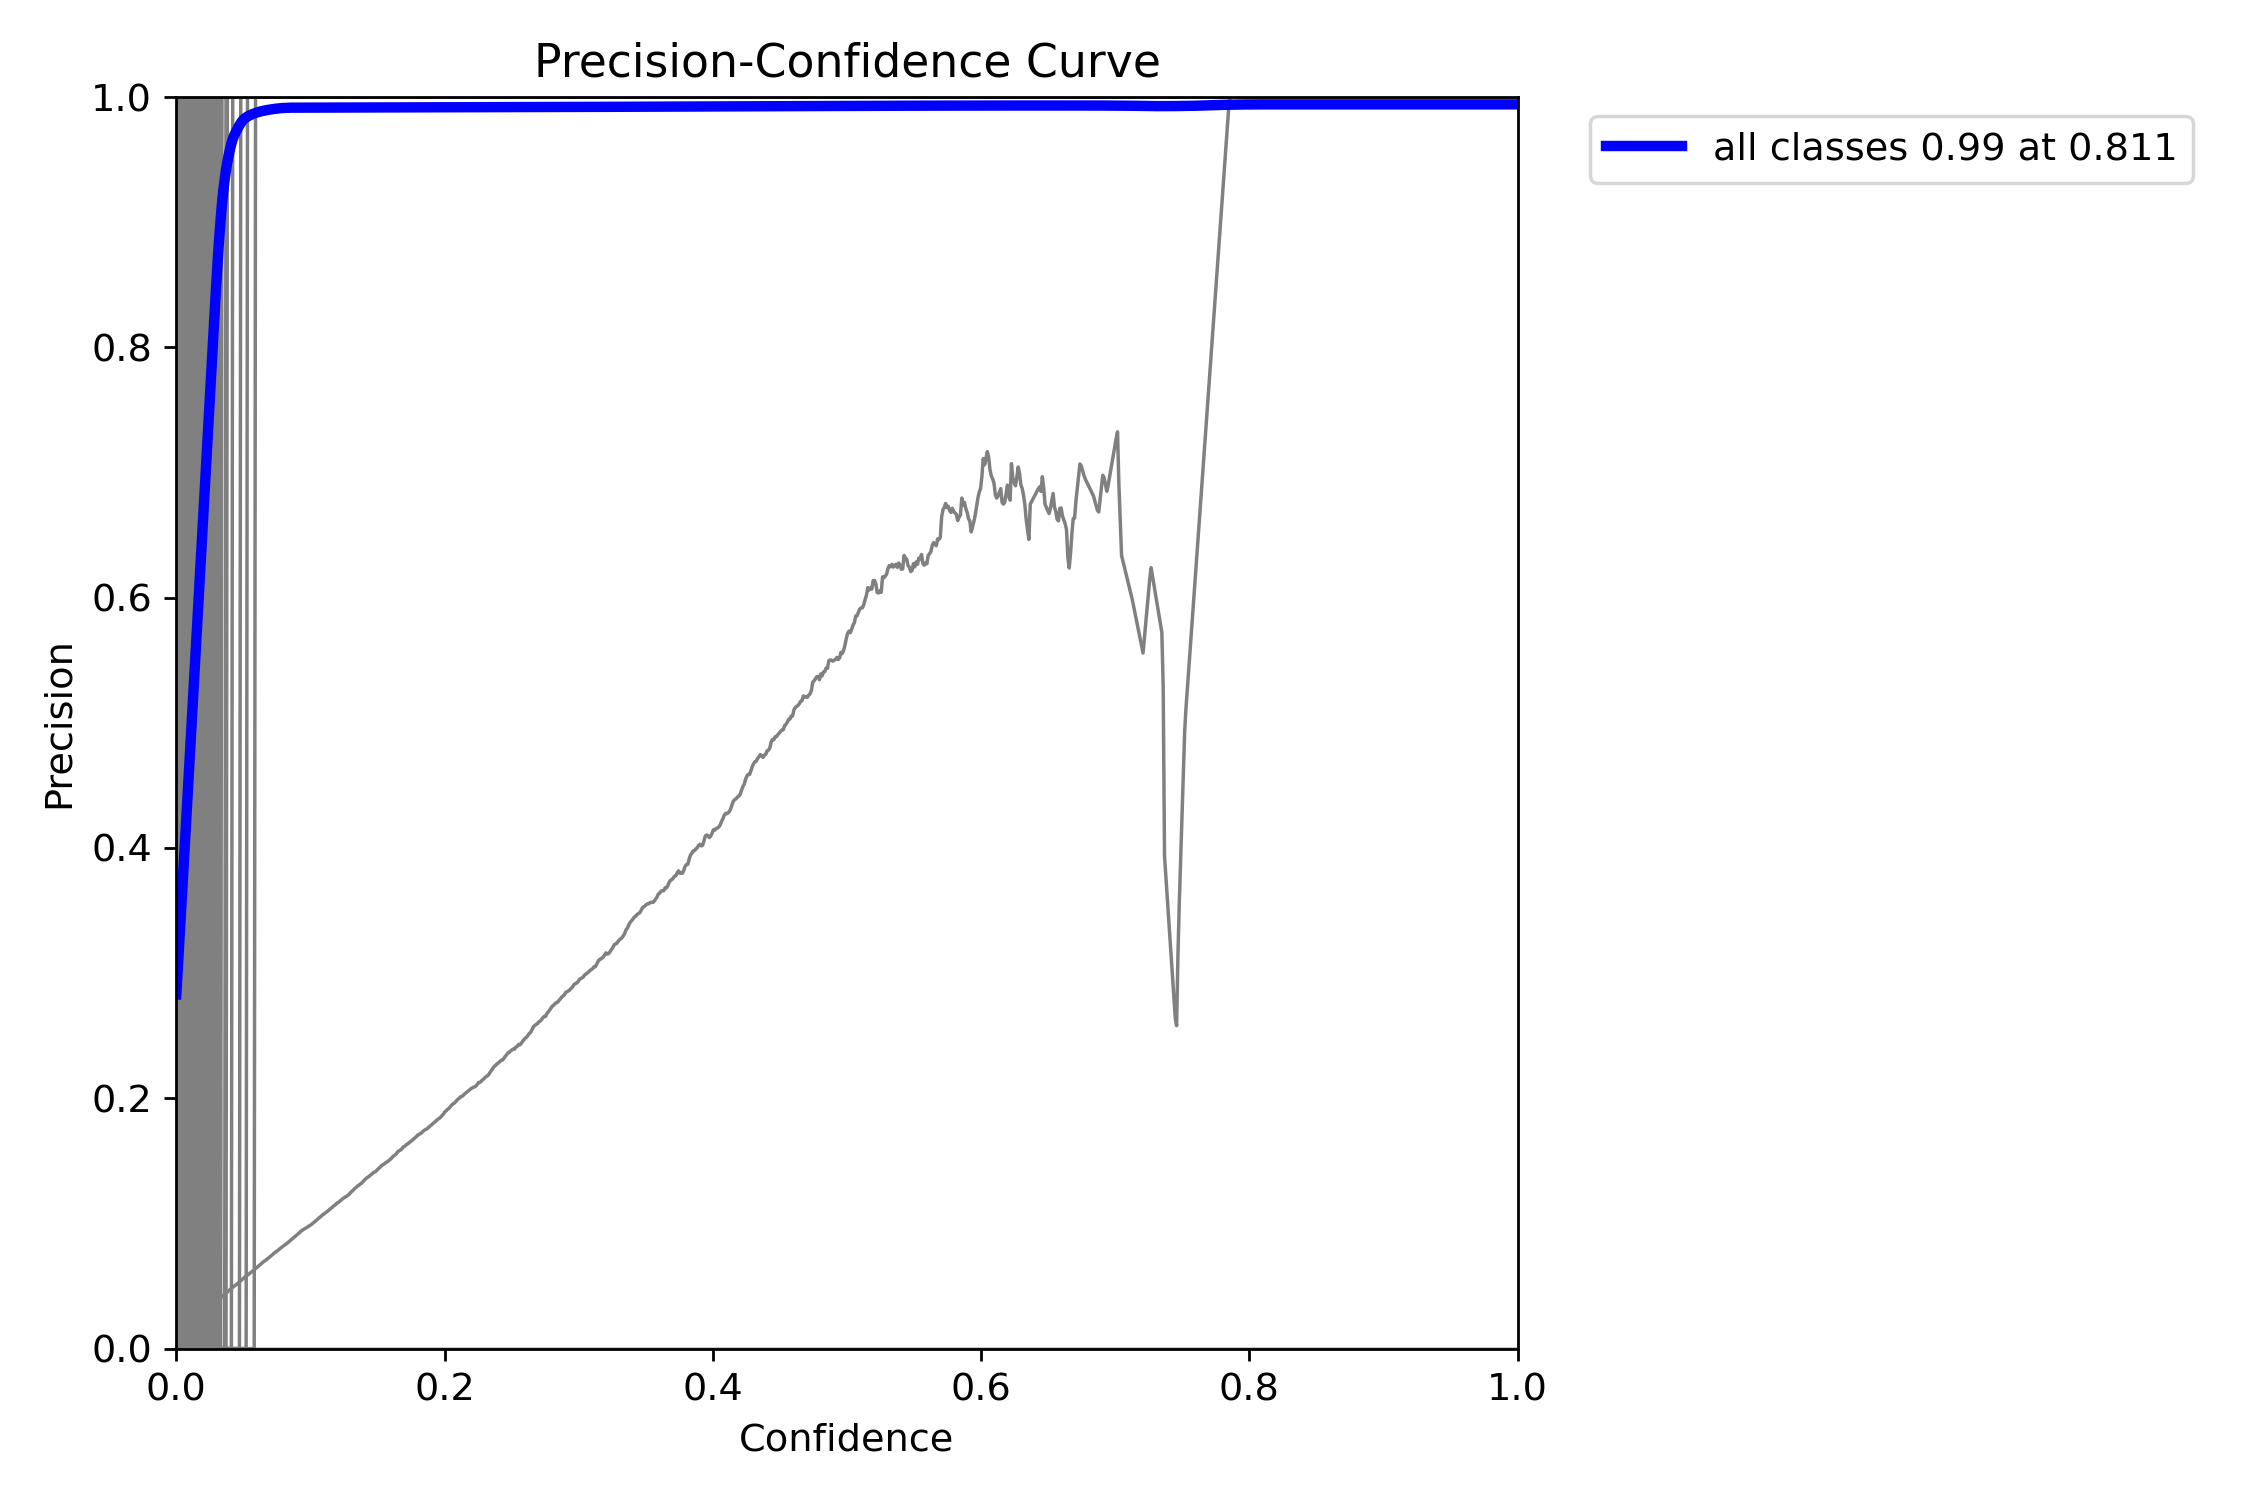 Precision-Confidence Curve
1.0
0.8
0.6
0.4
0.2
0.0
Precision
0.0 0.2 0.4 0.6 0.8 1.0
Confidence
all classes 0.99 at 0.811